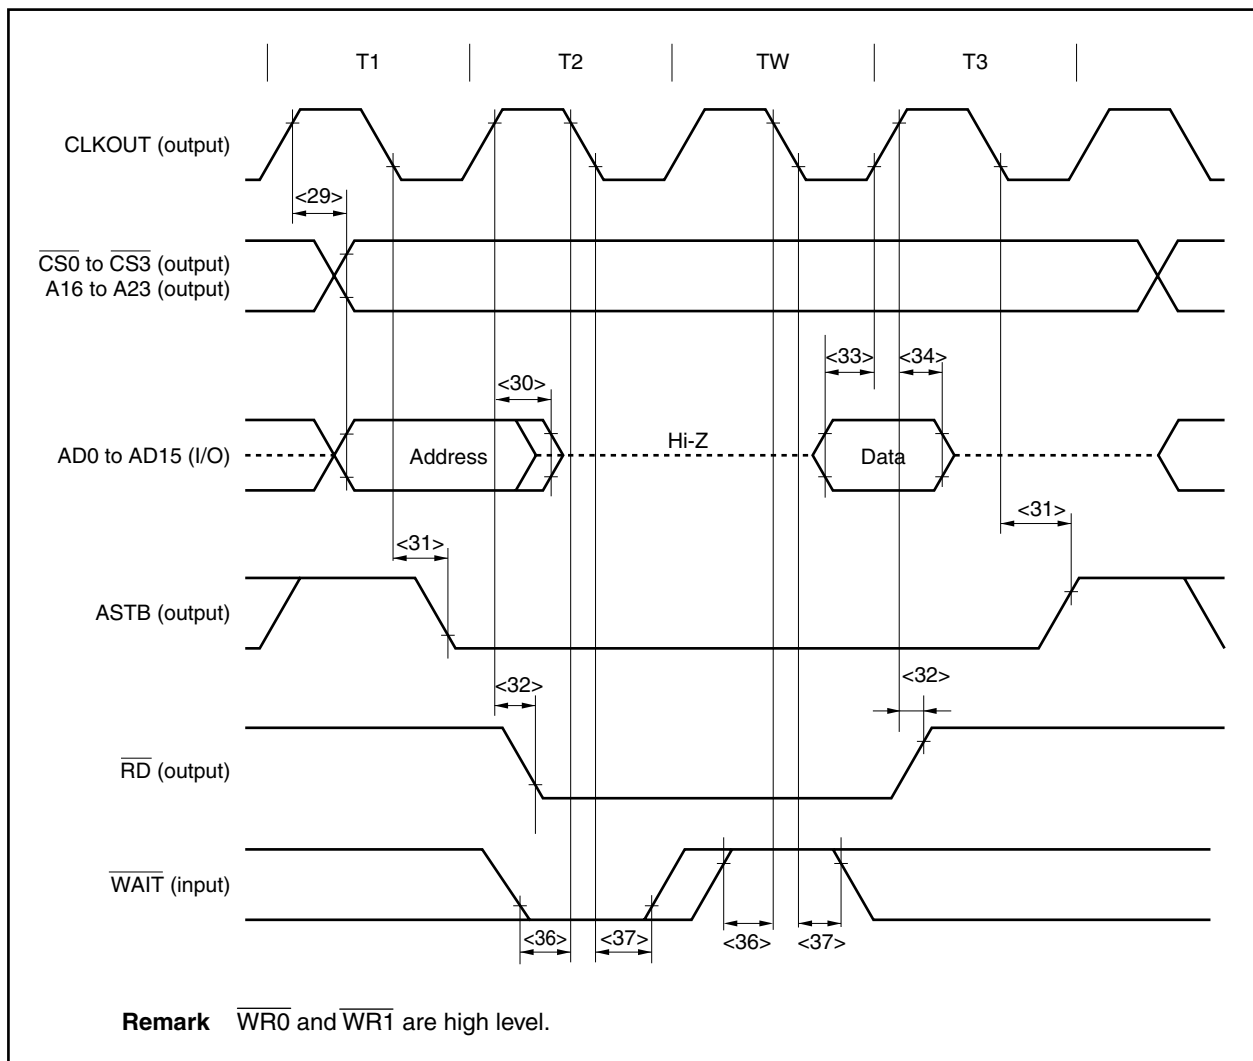 T1 T2 TW T3
CLKOUT (output)
<29>
CS0 to CS3 (output)
A16 to A23 (output)
<33> <34>
<30>
Hi-Z
AD0 to AD15 (I/O) Address Data
<31>
<31>
ASTB (output)
<32>
<32>
RD (output)
WAIT (input)
<36> <37> <36> <37>
Remark WR0 and WR1 are high level.